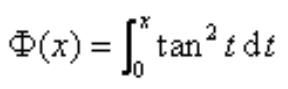 Φ(x) = ∫₀ˣ tan² t dt